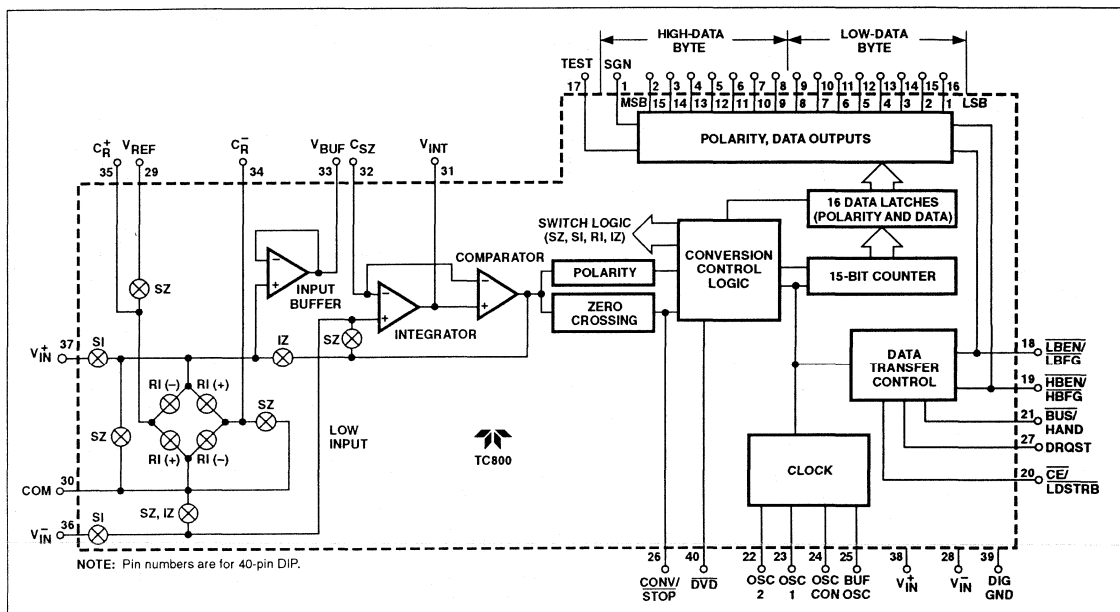 HIGH-DATA BYTE
LOW-DATA BYTE
TEST
SGN
17
1 2 3 4 5 6 7 8 9 10 11 12 13 14 15 16
MSB 15 14 13 12 11 10 9 8 7 6 5 4 3 2 1 LSB
POLARITY, DATA OUTPUTS
C+R
VREF
C−R
VBUF
CSZ
VINT
35
29
34
33
32
31
16 DATA LATCHES
(POLARITY AND DATA)
SWITCH LOGIC
(SZ, SI, RI, IZ)
CONVERSION
CONTROL
LOGIC
15-BIT COUNTER
COMPARATOR
POLARITY
ZERO
CROSSING
INPUT
BUFFER
INTEGRATOR
−
+
−
+
−
+
SZ
SZ
IZ
37
V+IN
SI
RI (−)
RI (+)
SZ
SZ
RI (+)
RI (−)
LOW
INPUT
TC800
DATA
TRANSFER
CONTROL
18
LBEN/
LBFG
19
HBEN/
HBFG
21
BUS/
HAND
27
DRQST
20
CE/
LDSTRB
CLOCK
COM
30
SZ, IZ
36
V−IN
SI
NOTE: Pin numbers are for 40-pin DIP.
26
40
22
23
24
25
38
28
39
CONV/
STOP
DVD
OSC
2
OSC
1
OSC
CON
BUF
OSC
V+IN
V−IN
DIG
GND